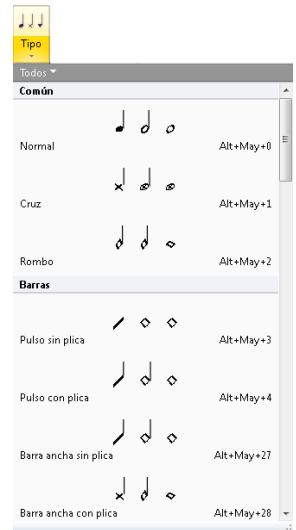 Tipo
Todos
Común
Normal Alt+May+0
Cruz Alt+May+1
Rombo Alt+May+2
Barras
Pulso sin plica Alt+May+3
Pulso con plica Alt+May+4
Barra ancha sin plica Alt+May+27
Barra ancha con plica Alt+May+28